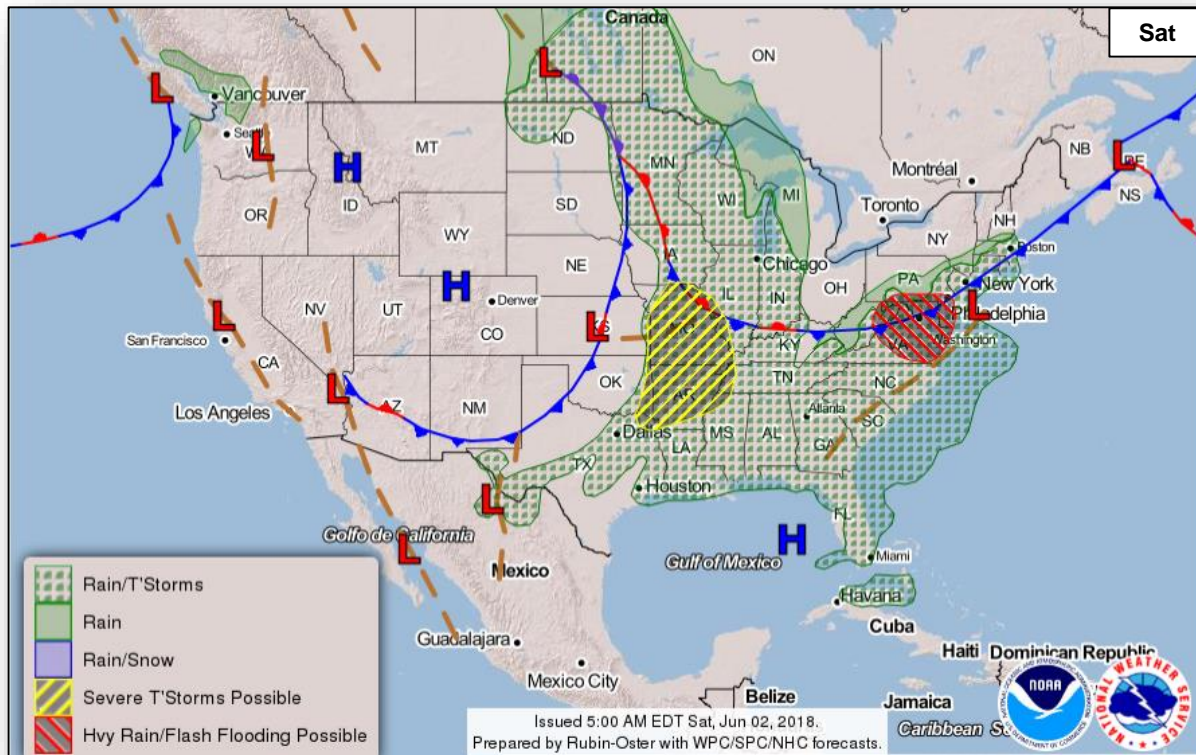 Canada
Sat
ON
Vancouver
Seattl
W
MT
ND
MN
NB
PE
NS
Montréal
OR
ID
SD
WI
MI
Toronto
NH
WY
NY
Boston
NE
IA
Chicago
New York
NV
UT
Denver
IL
IN
OH
PA
Philadelphia
San Francisco
CO
KS
MO
KY
VA
Washington
CA
Los Angeles
AZ
NM
OK
AR
TN
NC
Atlanta
SC
Dallas
TX
LA
MS
AL
GA
Houston
FL
Golfo de California
Mexico
Gulf of Mexico
Miami
Havana
Cuba
Guadalajara
Mexico City
Haiti
Dominican Republic
Belize
Jamaica
Caribbean Se
H
H
H
L
L
L
L
L
L
L
L
L
L
Rain/T'Storms
Rain
Rain/Snow
Severe T'Storms Possible
Hvy Rain/Flash Flooding Possible
Issued 5:00 AM EDT Sat, Jun 02, 2018.
Prepared by Rubin-Oster with WPC/SPC/NHC forecasts.
NOAA
NATIONAL WEATHER SERVICE